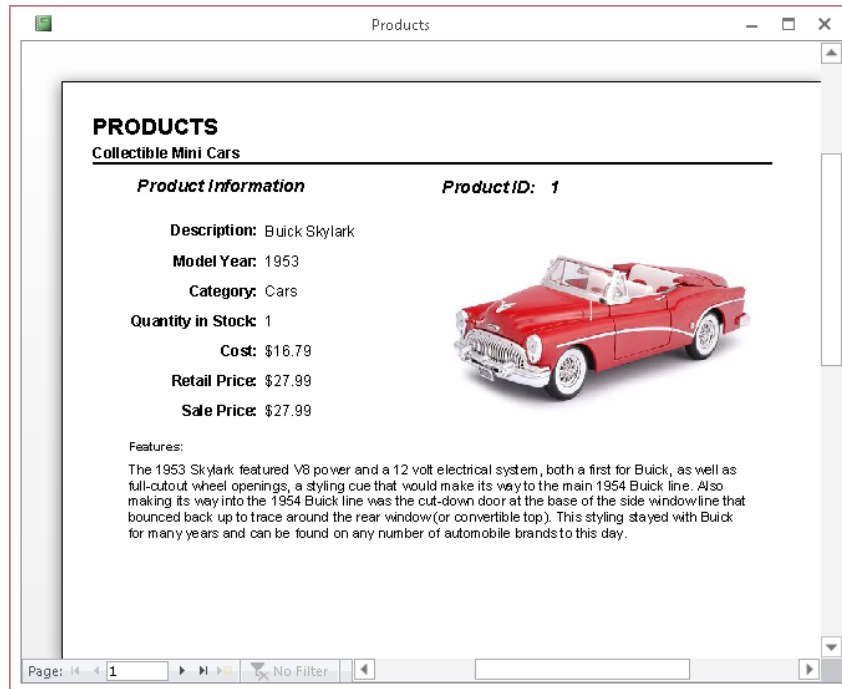 Products
PRODUCTS
Collectible Mini Cars
Product Information
Product ID: 1
Description: Buick Skylark
Model Year: 1953
Category: Cars
Quantity in Stock: 1
Cost: $16.79
Retail Price: $27.99
Sale Price: $27.99
Features:
The 1953 Skylark featured V8 power and a 12 volt electrical system, both a first for Buick, as well as
full-cutout wheel openings, a styling cue that would make its way to the main 1954 Buick line. Also
making its way into the 1954 Buick line was the cut-down door at the base of the side windowline that
bounced back up to trace around the rear window (or convertible top). This styling stayed with Buick
for many years and can be found on any number of automobile brands to this day.
Page: 1 No Filter